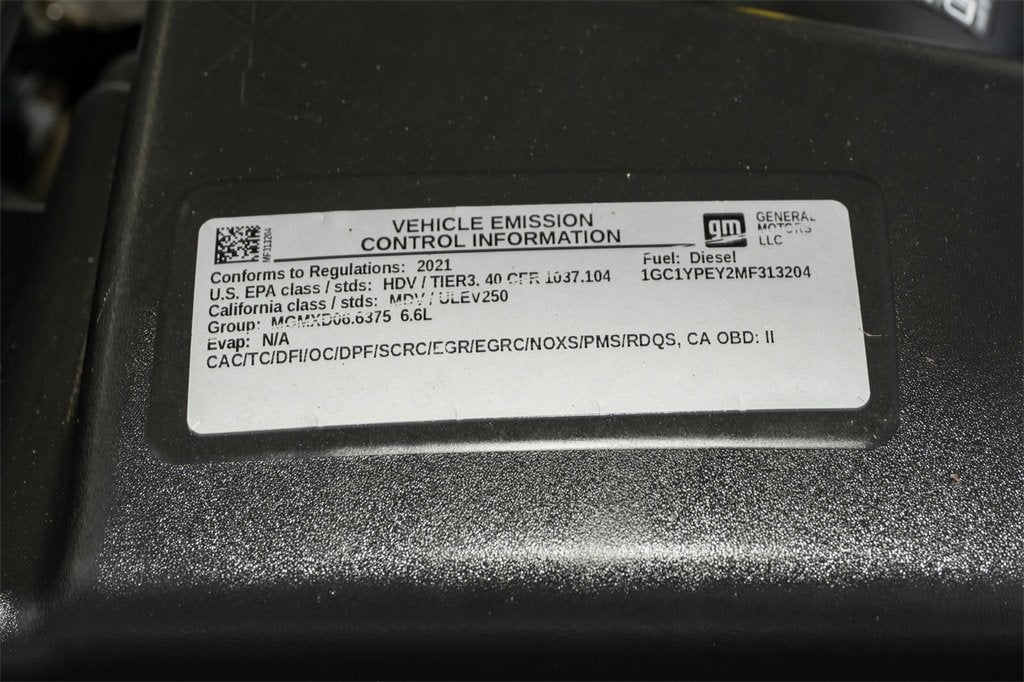 VEHICLE EMISSION
CONTROL INFORMATION
gm
GENERAL
MOTORS
LLC
MF313204
Conforms to Regulations: 2021
Fuel: Diesel
U.S. EPA class / stds: HDV / TIER3, 40 CFR 1037.104
1GC1YPEY2MF313204
California class / stds: MDV / ULEV250
Group: MGMXD06.6375 6.6L
Evap: N/A
CAC/TC/DFI/OC/DPF/SCRC/EGR/EGRC/NOXS/PMS/RDQS, CA OBD: II